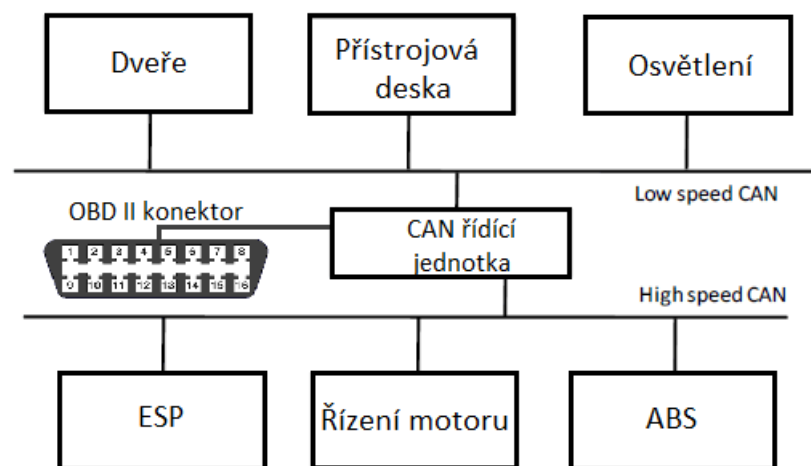 Dveře
Přístrojová
deska
Osvětlení
Low speed CAN
OBD II konektor
CAN řídící
jednotka
1 2 3 4 5 6 7 8
9 10 11 12 13 14 15 16
High speed CAN
ESP
Řízení motoru
ABS